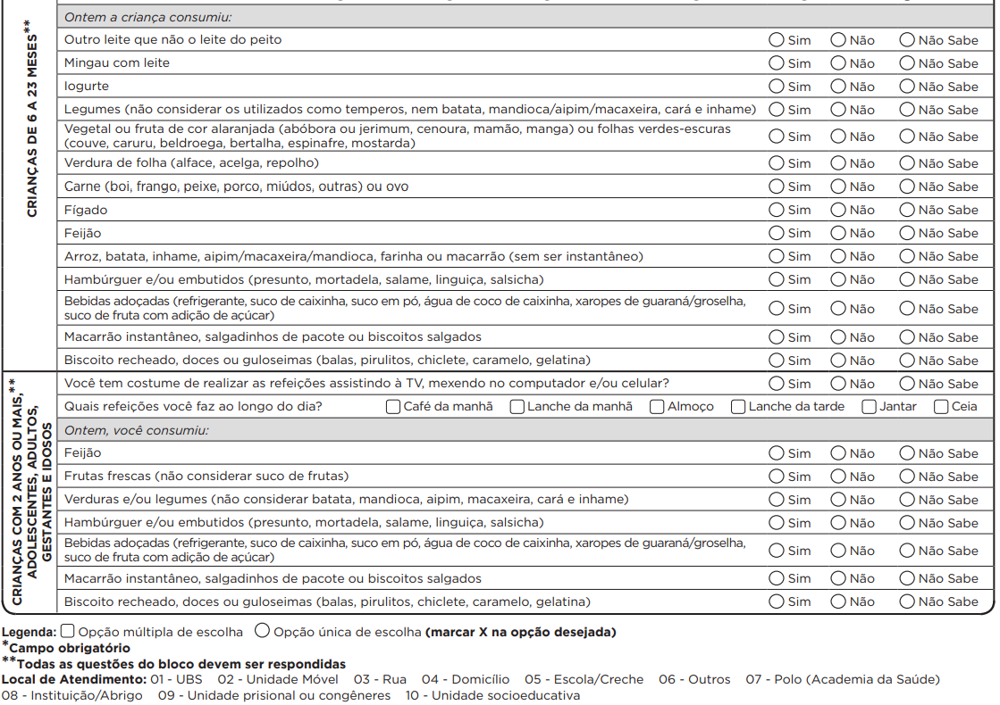 CRIANÇAS DE 6 A 23 MESES**
Ontem a criança consumiu:
Outro leite que não o leite do peito Sim Não Não Sabe
Mingau com leite Sim Não Não Sabe
Iogurte Sim Não Não Sabe
Legumes (não considerar os utilizados como temperos, nem batata, mandioca/aipim/macaxeira, cará e inhame) Sim Não Não Sabe
Vegetal ou fruta de cor alaranjada (abóbora ou jerimum, cenoura, mamão, manga) ou folhas verdes-escuras
(couve, caruru, beldroega, bertalha, espinafre, mostarda) Sim Não Não Sabe
Verdura de folha (alface, acelga, repolho) Sim Não Não Sabe
Carne (boi, frango, peixe, porco, miúdos, outras) ou ovo Sim Não Não Sabe
Fígado Sim Não Não Sabe
Feijão Sim Não Não Sabe
Arroz, batata, inhame, aipim/macaxeira/mandioca, farinha ou macarrão (sem ser instantâneo) Sim Não Não Sabe
Hambúrguer e/ou embutidos (presunto, mortadela, salame, linguiça, salsicha) Sim Não Não Sabe
Bebidas adoçadas (refrigerante, suco de caixinha, suco em pó, água de coco de caixinha, xaropes de guaraná/groselha,
suco de fruta com adição de açúcar) Sim Não Não Sabe
Macarrão instantâneo, salgadinhos de pacote ou biscoitos salgados Sim Não Não Sabe
Biscoito recheado, doces ou guloseimas (balas, pirulitos, chiclete, caramelo, gelatina) Sim Não Não Sabe
CRIANÇAS COM 2 ANOS OU MAIS,**
ADOLESCENTES, ADULTOS,
GESTANTES E IDOSOS
Você tem costume de realizar as refeições assistindo à TV, mexendo no computador e/ou celular? Sim Não Não Sabe
Quais refeições você faz ao longo do dia? Café da manhã Lanche da manhã Almoço Lanche da tarde Jantar Ceia
Ontem, você consumiu:
Feijão Sim Não Não Sabe
Frutas frescas (não considerar suco de frutas) Sim Não Não Sabe
Verduras e/ou legumes (não considerar batata, mandioca, aipim, macaxeira, cará e inhame) Sim Não Não Sabe
Hambúrguer e/ou embutidos (presunto, mortadela, salame, linguiça, salsicha) Sim Não Não Sabe
Bebidas adoçadas (refrigerante, suco de caixinha, suco em pó, água de coco de caixinha, xaropes de guaraná/groselha,
suco de fruta com adição de açúcar) Sim Não Não Sabe
Macarrão instantâneo, salgadinhos de pacote ou biscoitos salgados Sim Não Não Sabe
Biscoito recheado, doces ou guloseimas (balas, pirulitos, chiclete, caramelo, gelatina) Sim Não Não Sabe
Legenda: Opção múltipla de escolha Opção única de escolha (marcar X na opção desejada)
*Campo obrigatório
**Todas as questões do bloco devem ser respondidas
Local de Atendimento: 01 - UBS 02 - Unidade Móvel 03 - Rua 04 - Domicílio 05 - Escola/Creche 06 - Outros 07 - Polo (Academia da Saúde)
08 - Instituição/Abrigo 09 - Unidade prisional ou congêneres 10 - Unidade socioeducativa